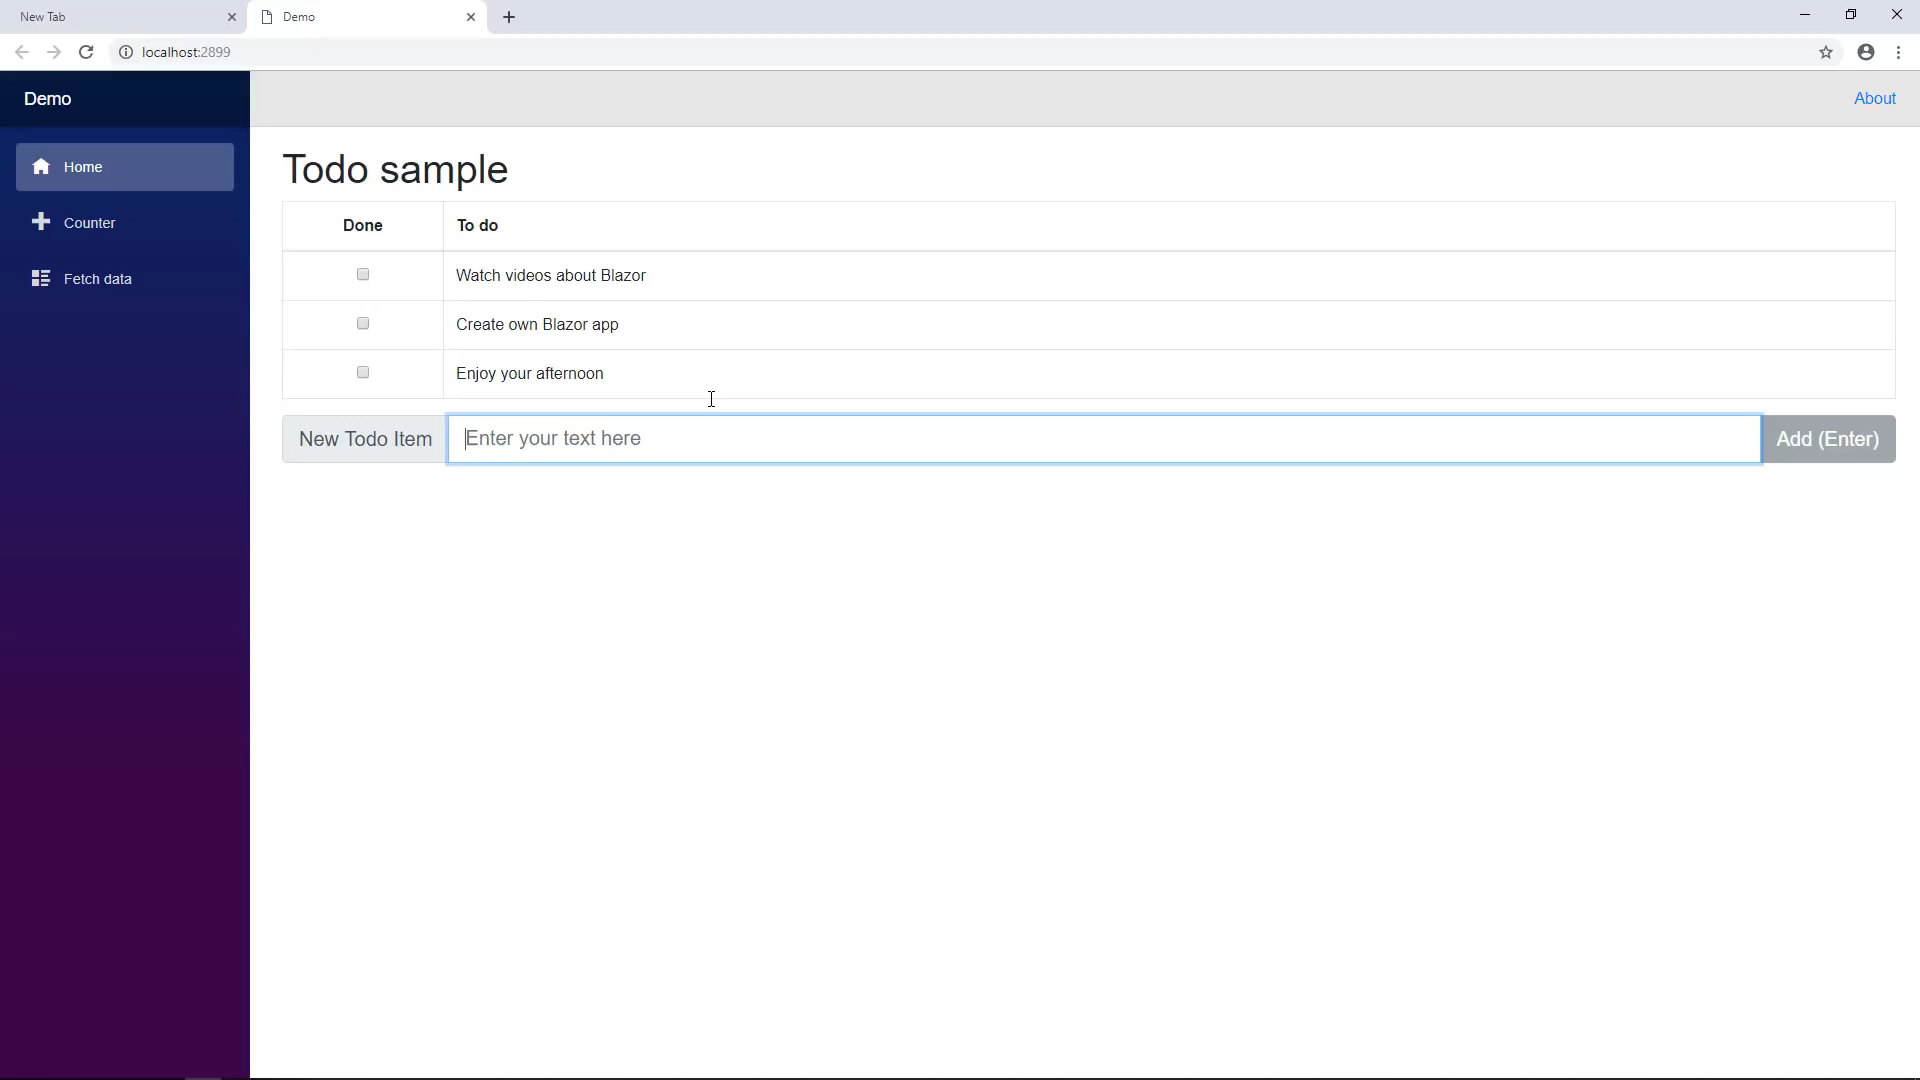 New Tab
Demo
localhost:2899
Demo
About
Home
Counter
Fetch data
Todo sample
Done To do
Watch videos about Blazor
Create own Blazor app
Enjoy your afternoon
New Todo Item Enter your text here Add (Enter)